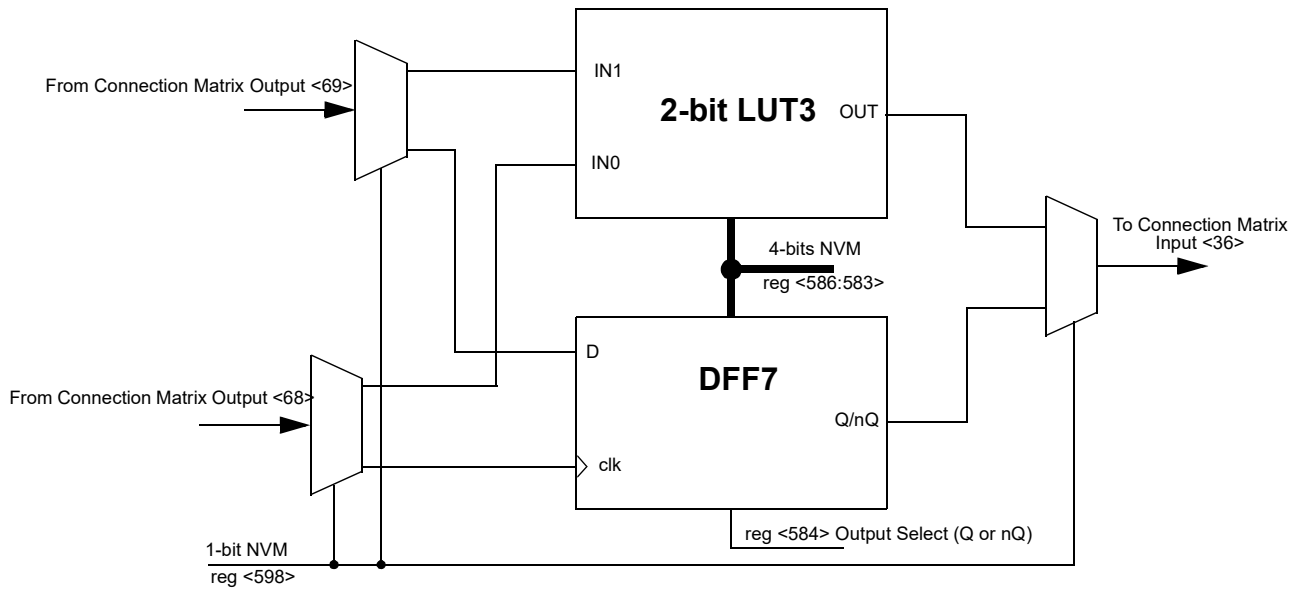 From Connection Matrix Output <69>
IN1
2-bit LUT3
OUT
IN0
To Connection Matrix
Input <36>
4-bits NVM
reg <586:583>
D
DFF7
From Connection Matrix Output <68>
Q/nQ
clk
reg <584> Output Select (Q or nQ)
1-bit NVM
reg <598>